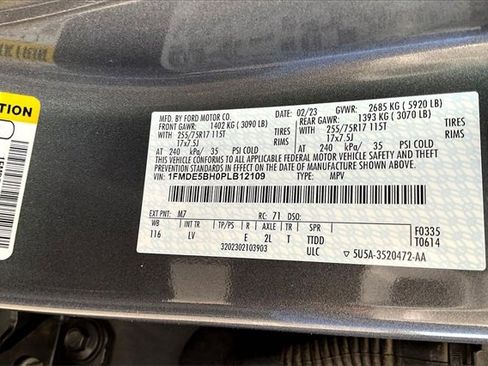 TION
MFD. BY FORD MOTOR CO. 02/23 GVWR: 2685 KG ( 5920 LB)
FRONT GAWR: 1402 KG ( 3090 LB) REAR GAWR: 1393 KG ( 3070 LB)
WITH 255/75R17 115T WITH 255/75R17 115T
17x7.5J 17x7.5J
AT 240 kPa/ 35 PSI COLD AT 240 kPa/ 35 PSI COLD
THIS VEHICLE CONFORMS TO ALL APPLICABLE FEDERAL MOTOR VEHICLE SAFETY, BUMPER, AND THEFT PREVENTION STANDARDS IN EFFECT ON THE DATE OF MANUFACTURE SHOWN ABOVE.
VIN: 1FMDE5BH0PLB12109 TYPE: MPV
EXT PNT: M7 RC: 71 DSO: F0335
WB INT TR TP/PS R AXLE TR SPR T0614
116 LV E 2L T TTDD
3202302103903 ULC 5U5A-3520472-AA